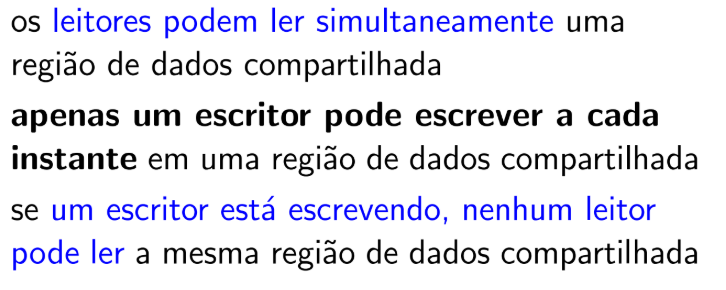 os leitores podem ler simultaneamente uma
região de dados compartilhada
apenas um escritor pode escrever a cada
instante em uma região de dados compartilhada
se um escritor está escrevendo, nenhum leitor
pode ler a mesma região de dados compartilhada